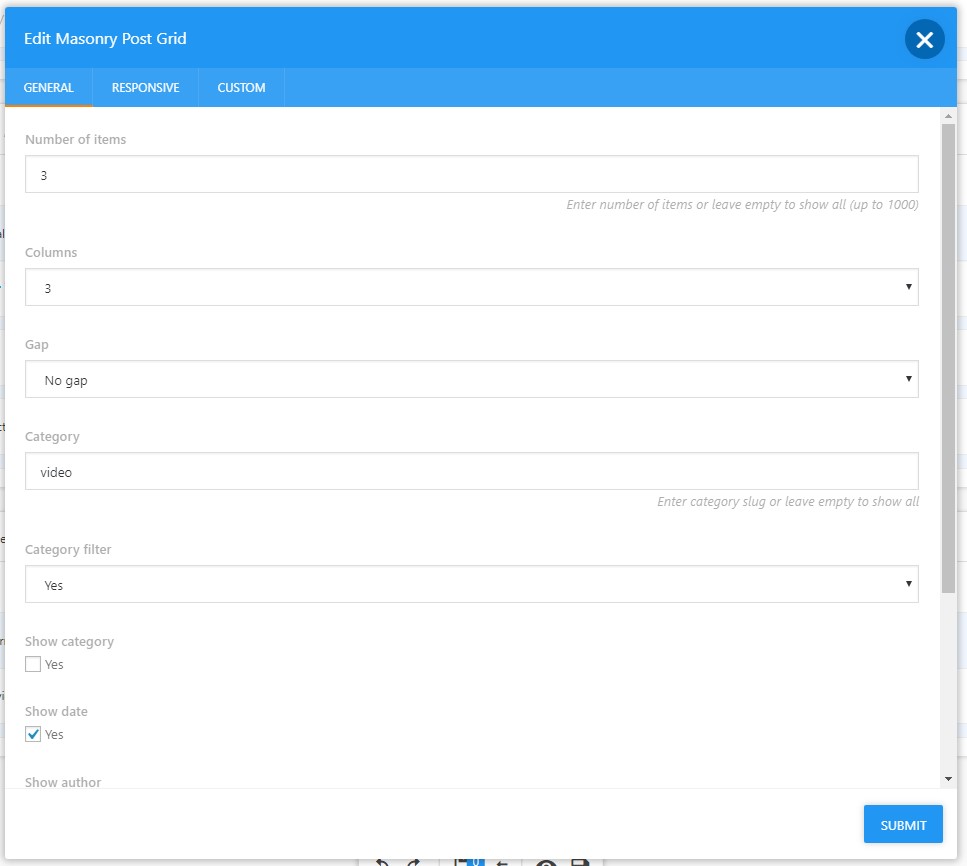 Edit Masonry Post Grid
GENERAL RESPONSIVE CUSTOM
Number of items
3
Enter number of items or leave empty to show all (up to 1000)
Columns
3
Gap
No gap
Category
video
Enter category slug or leave empty to show all
Category filter
Yes
Show category
Yes
Show date
Yes
Show author
SUBMIT